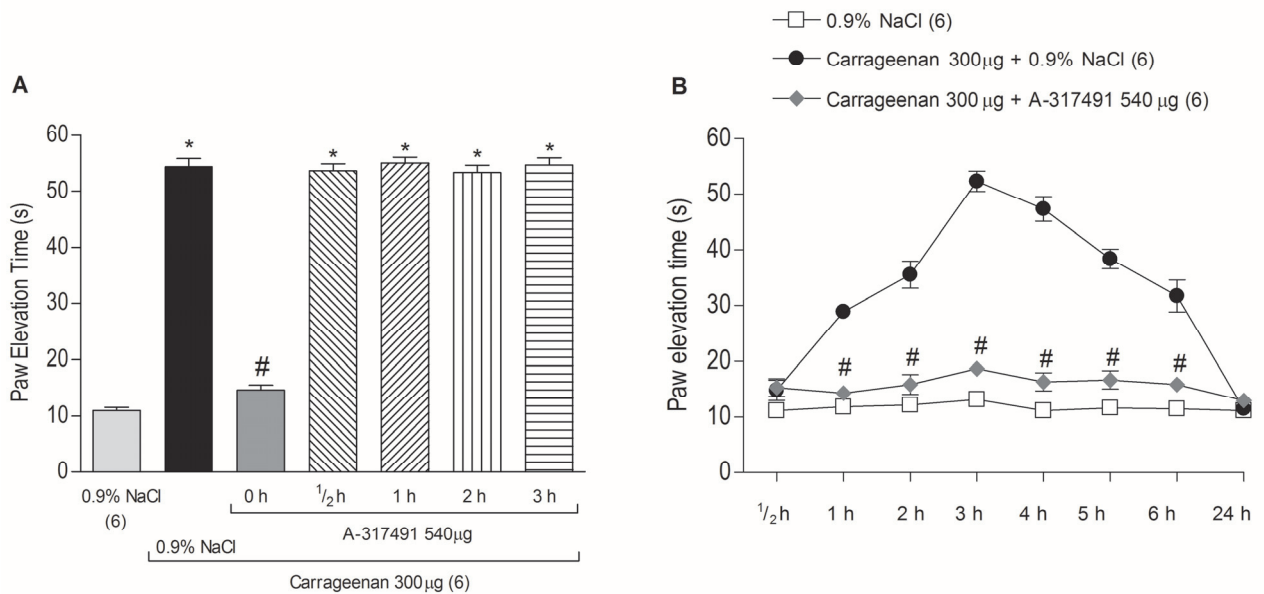 0.9% NaCl (6)
Carrageenan 300µg + 0.9% NaCl (6)
Carrageenan 300 µg + A-317491 540 µg (6)
A
Paw Elevation Time (s)
60
50
40
30
20
10
0
* # * * * *
0.9% NaCl
(6)
0 h 1/2 h 1 h 2 h 3 h
A-317491 540µg
0.9% NaCl
Carrageenan 300µg (6)
B
Paw elevation time (s)
60
50
40
30
20
10
0
# # # # # #
1/2 h 1 h 2 h 3 h 4 h 5 h 6 h 24 h